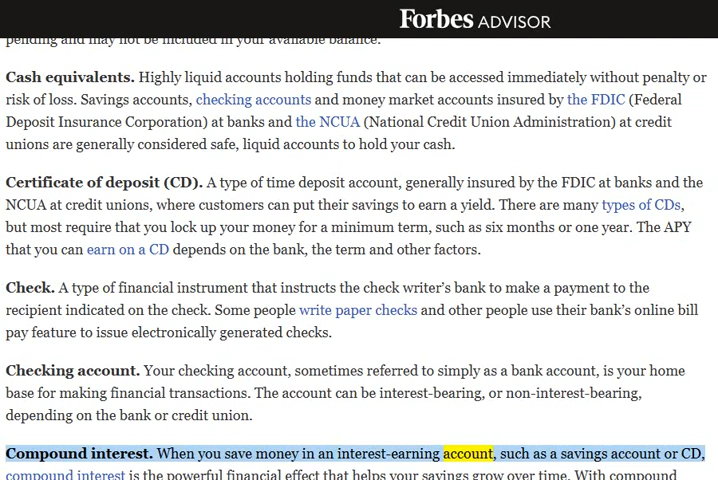 Forbes ADVISOR
pending and may not be included in your available balance.
Cash equivalents. Highly liquid accounts holding funds that can be accessed immediately without penalty or
risk of loss. Savings accounts, checking accounts and money market accounts insured by the FDIC (Federal
Deposit Insurance Corporation) at banks and the NCUA (National Credit Union Administration) at credit
unions are generally considered safe, liquid accounts to hold your cash.
Certificate of deposit (CD). A type of time deposit account, generally insured by the FDIC at banks and the
NCUA at credit unions, where customers can put their savings to earn a yield. There are many types of CDs,
but most require that you lock up your money for a minimum term, such as six months or one year. The APY
that you can earn on a CD depends on the bank, the term and other factors.
Check. A type of financial instrument that instructs the check writer’s bank to make a payment to the
recipient indicated on the check. Some people write paper checks and other people use their bank’s online bill
pay feature to issue electronically generated checks.
Checking account. Your checking account, sometimes referred to simply as a bank account, is your home
base for making financial transactions. The account can be interest-bearing, or non-interest-bearing,
depending on the bank or credit union.
Compound interest. When you save money in an interest-earning account, such as a savings account or CD,
compound interest is the powerful financial effect that helps your savings grow over time. With compound